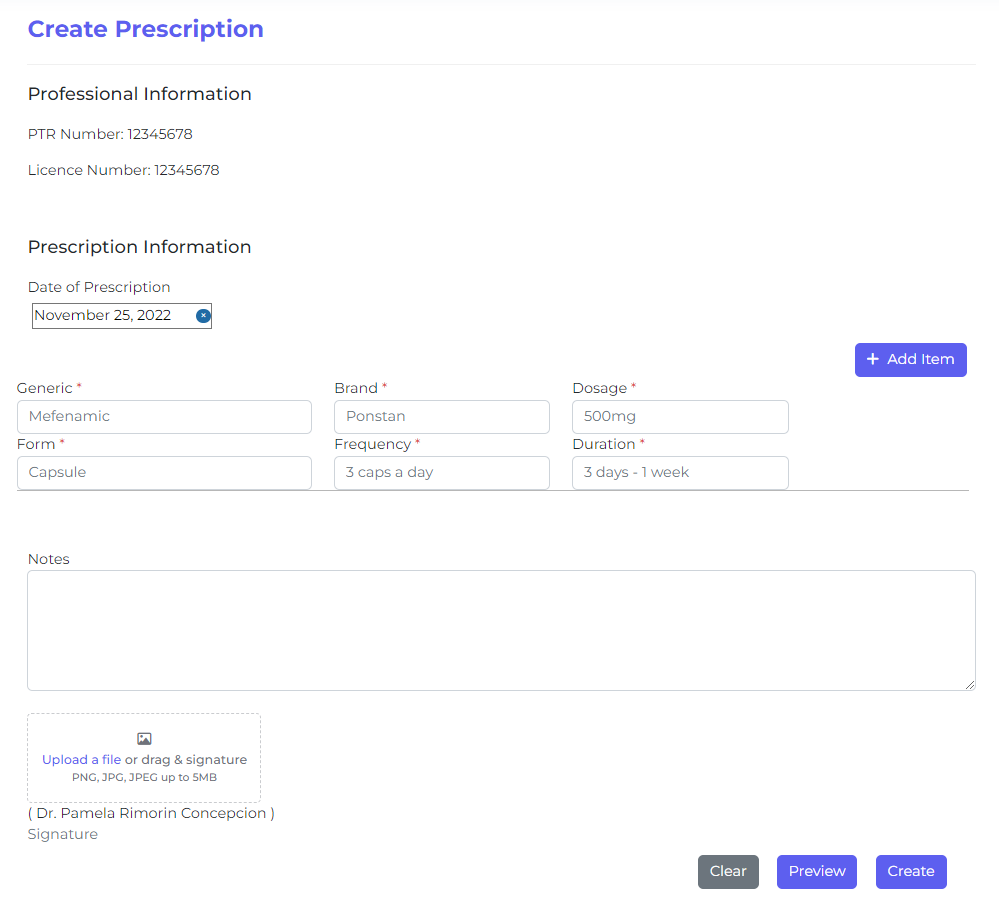 Create Prescription
Professional Information
PTR Number: 12345678
Licence Number: 12345678
Prescription Information
Date of Prescription
November 25, 2022
+ Add Item
Generic * Brand * Dosage *
Mefenamic Ponstan 500mg
Form * Frequency * Duration *
Capsule 3 caps a day 3 days - 1 week
Notes
Upload a file or drag & signature
PNG, JPG, JPEG up to 5MB
( Dr. Pamela Rimorin Concepcion )
Signature
Clear Preview Create